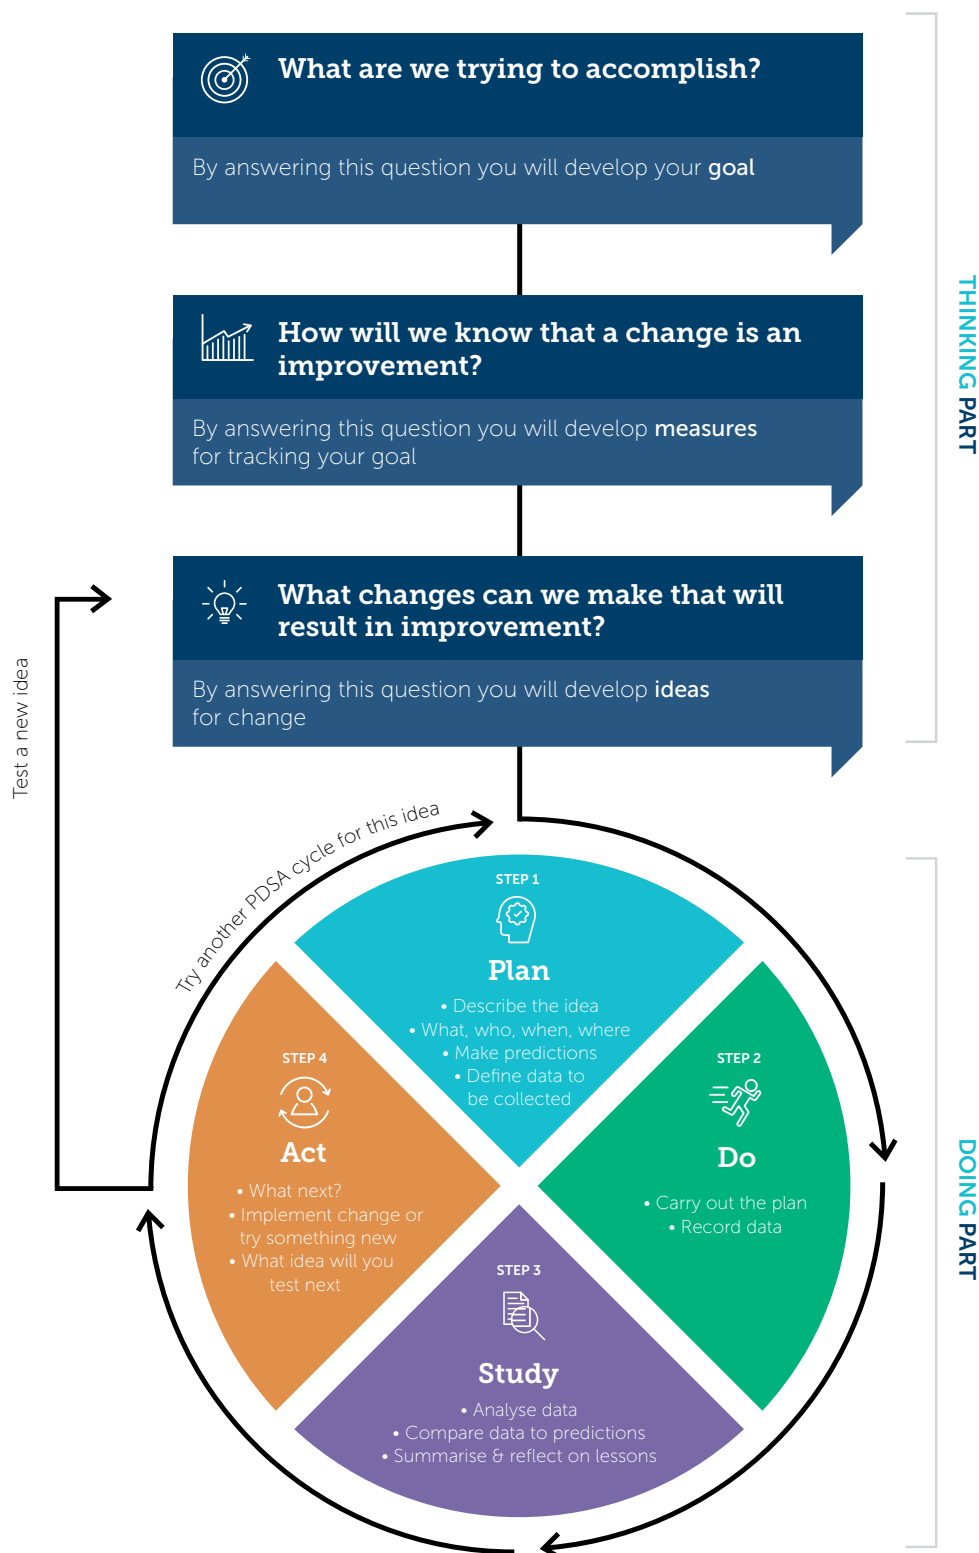 What are we trying to accomplish?
By answering this question you will develop your goal
How will we know that a change is an
improvement?
By answering this question you will develop measures
for tracking your goal
What changes can we make that will
result in improvement?
By answering this question you will develop ideas
for change
THINKING PART
Test a new idea
Try another PDSA cycle for this idea
STEP 1
Plan
• Describe the idea
• What, who, when, where
• Make predictions
• Define data to
be collected
STEP 2
Do
• Carry out the plan
• Record data
STEP 3
Study
• Analyse data
• Compare data to predictions
• Summarise & reflect on lessons
STEP 4
Act
• What next?
• Implement change or
try something new
• What idea will you
test next
DOING PART